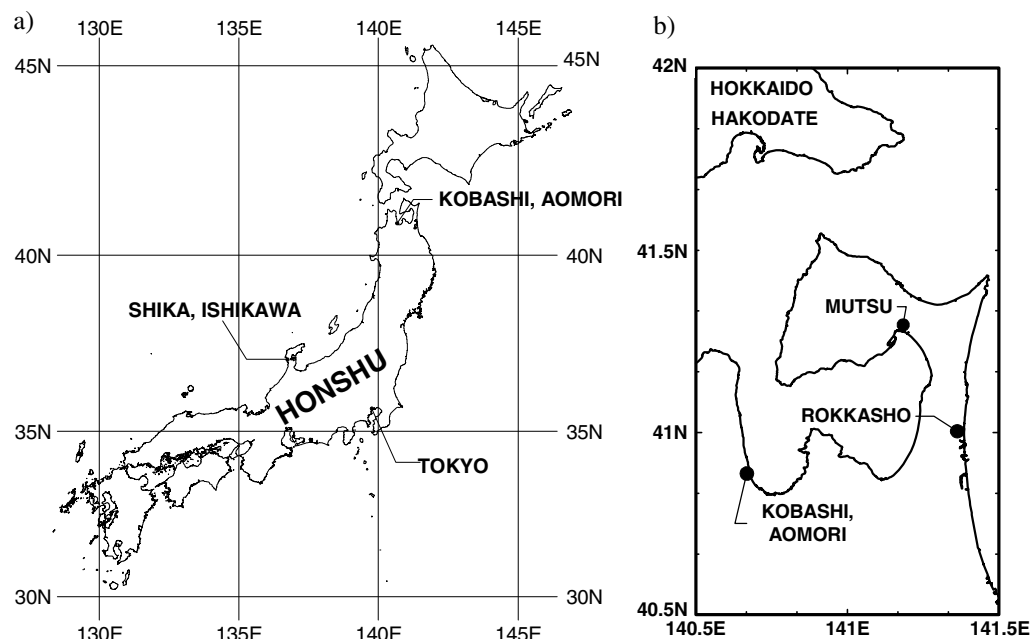 a)
130E 135E 140E 145E
45N 45N
KOBASHI, AOMORI
40N 40N
SHIKA, ISHIKAWA
HONSHU
35N 35N
TOKYO
30N 30N
130E 135E 140E 145E
b)
42N
HOKKAIDO
HAKODATE
41.5N
MUTSU
ROKKASHO
41N
KOBASHI,
AOMORI
40.5N
140.5E 141E 141.5E